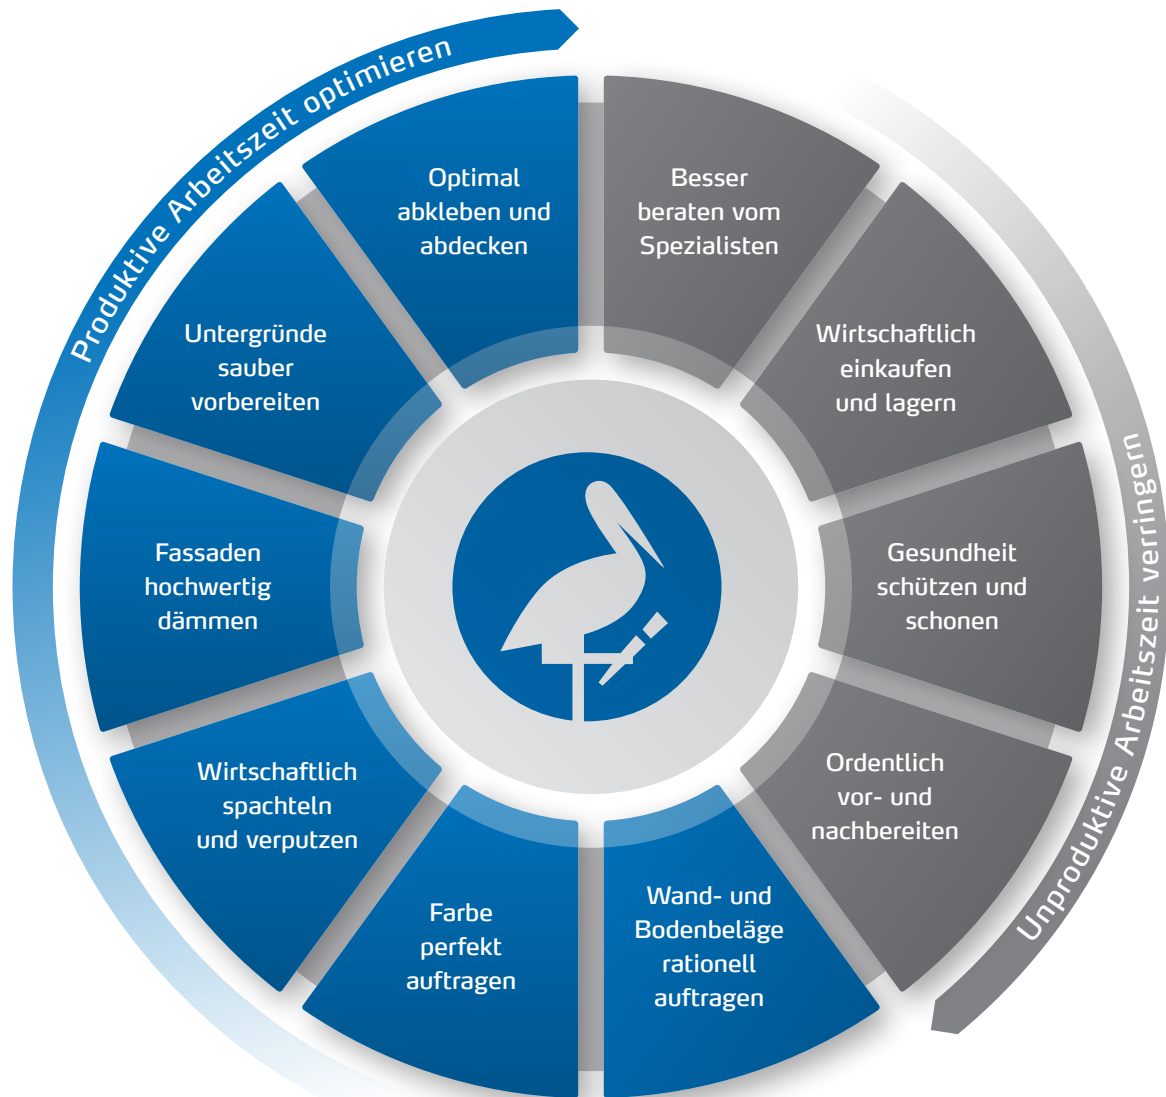 Produktive Arbeitszeit optimieren
Optimal
abkleben und
abdecken
Besser
beraten vom
Spezialisten
Untergründe
sauber
vorbereiten
Wirtschaftlich
einkaufen
und lagern
Fassaden
hochwertig
dämmen
Gesundheit
schützen und
schonen
Unproduktive Arbeitszeit verringern
Wirtschaftlich
spachteln
und verputzen
Ordentlich
vor- und
nachbereiten
Farbe
perfekt
auftragen
Wand- und
Bodenbeläge
rationell
auftragen